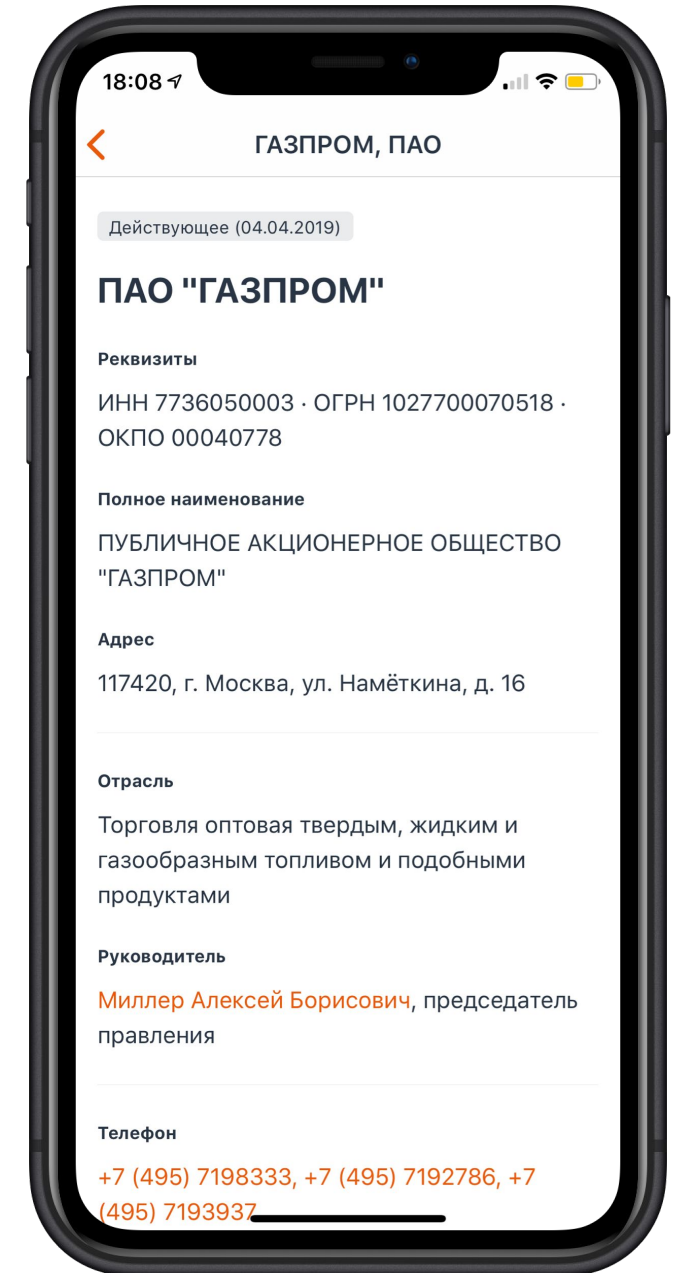 18:08
ГАЗПРОМ, ПАО
Действующее (04.04.2019)
ПАО "ГАЗПРОМ"
Реквизиты
ИНН 7736050003 · ОГРН 1027700070518 ·
ОКПО 00040778
Полное наименование
ПУБЛИЧНОЕ АКЦИОНЕРНОЕ ОБЩЕСТВО
"ГАЗПРОМ"
Адрес
117420, г. Москва, ул. Намёткина, д. 16
Отрасль
Торговля оптовая твердым, жидким и
газообразным топливом и подобными
продуктами
Руководитель
Миллер Алексей Борисович, председатель
правления
Телефон
+7 (495) 7198333, +7 (495) 7192786, +7
(495) 7193937